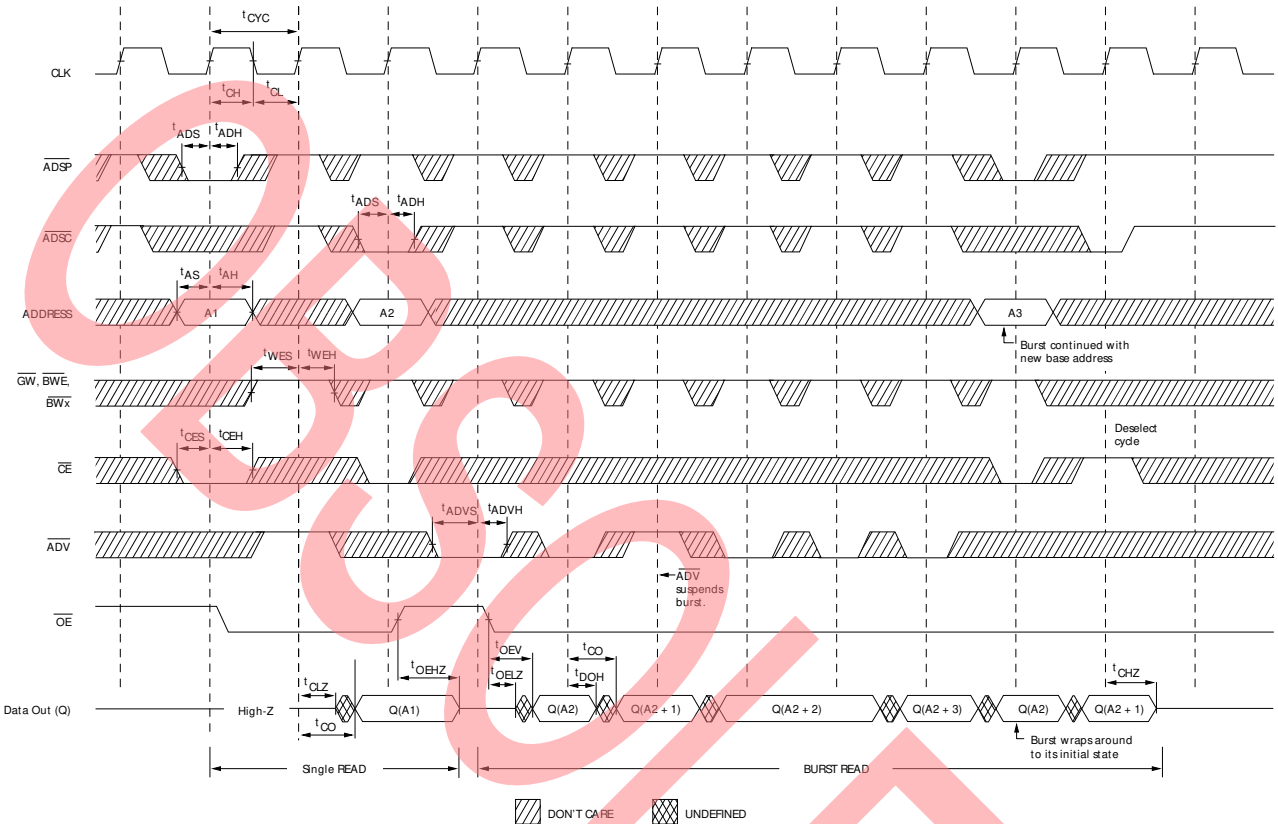 tCYC
CLK
tCH
tCL
tADS
tADH
ADSP
tADS
tADH
ADSC
tAS
tAH
ADDRESS
A1
A2
A3
Burst continued with
new base address
tWES
tWEH
GW, BWE,
BWx
Deselect
cycle
tCES
tCEH
CE
tADVS
tADVH
ADV
ADV
suspends
burst.
OE
tOEHZ
tOEV
tOELZ
tCO
tDOH
tCLZ
tCHZ
Data Out (Q)
High-Z
Q(A1)
Q(A2)
Q(A2 + 1)
Q(A2 + 2)
Q(A2 + 3)
Q(A2)
Q(A2 + 1)
tCO
Burst wraps around
to its initial state
Single READ
BURST READ
DON'T CARE
UNDEFINED